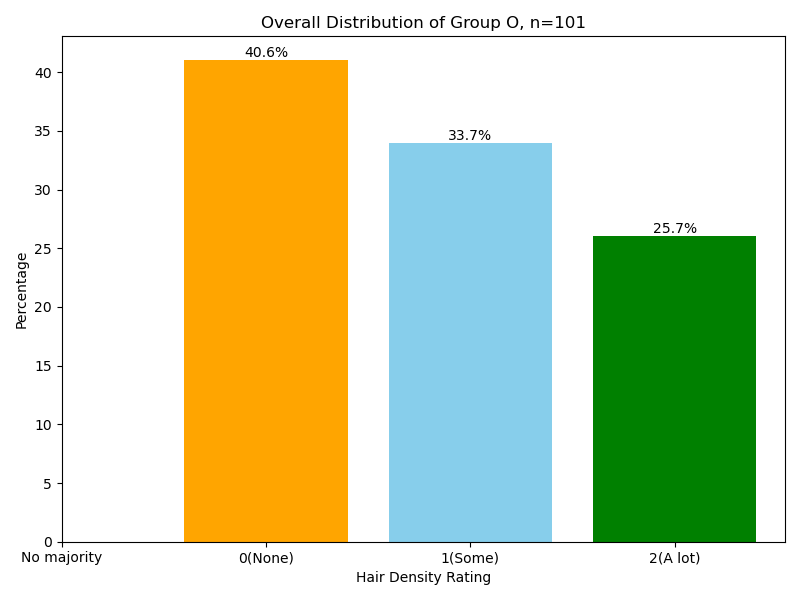 Overall Distribution of Group O, n=101
40.6%
33.7%
25.7%
Percentage
40
35
30
25
20
15
10
5
0
No majority
0(None)
1(Some)
2(A lot)
Hair Density Rating